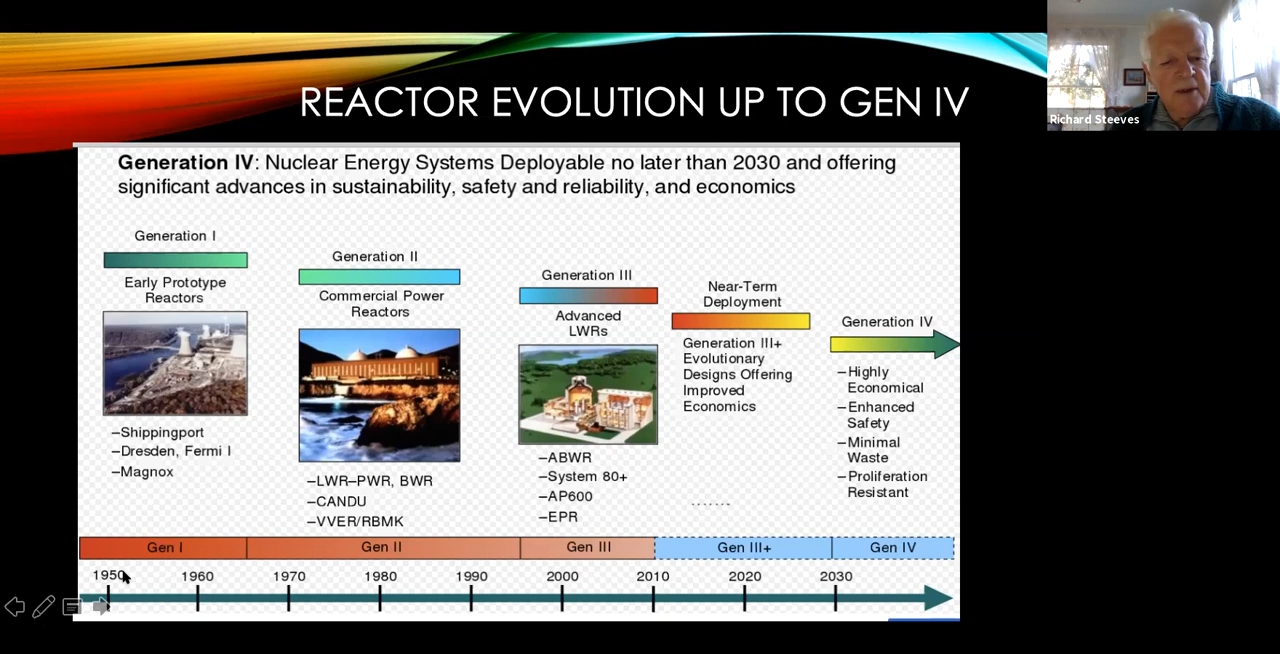 REACTOR EVOLUTION UP TO GEN IV
Richard Steeves
Generation IV: Nuclear Energy Systems Deployable no later than 2030 and offering
significant advances in sustainability, safety and reliability, and economics
Generation I
Early Prototype
Reactors
–Shippingport
–Dresden, Fermi I
–Magnox
Generation II
Commercial Power
Reactors
–LWR–PWR, BWR
–CANDU
–VVER/RBMK
Generation III
Advanced
LWRs
–ABWR
–System 80+
–AP600
–EPR
Near-Term
Deployment
Generation III+
Evolutionary
Designs Offering
Improved
Economics
Generation IV
–Highly
Economical
–Enhanced
Safety
–Minimal
Waste
–Proliferation
Resistant
Gen I Gen II Gen III Gen III+ Gen IV
1950 1960 1970 1980 1990 2000 2010 2020 2030